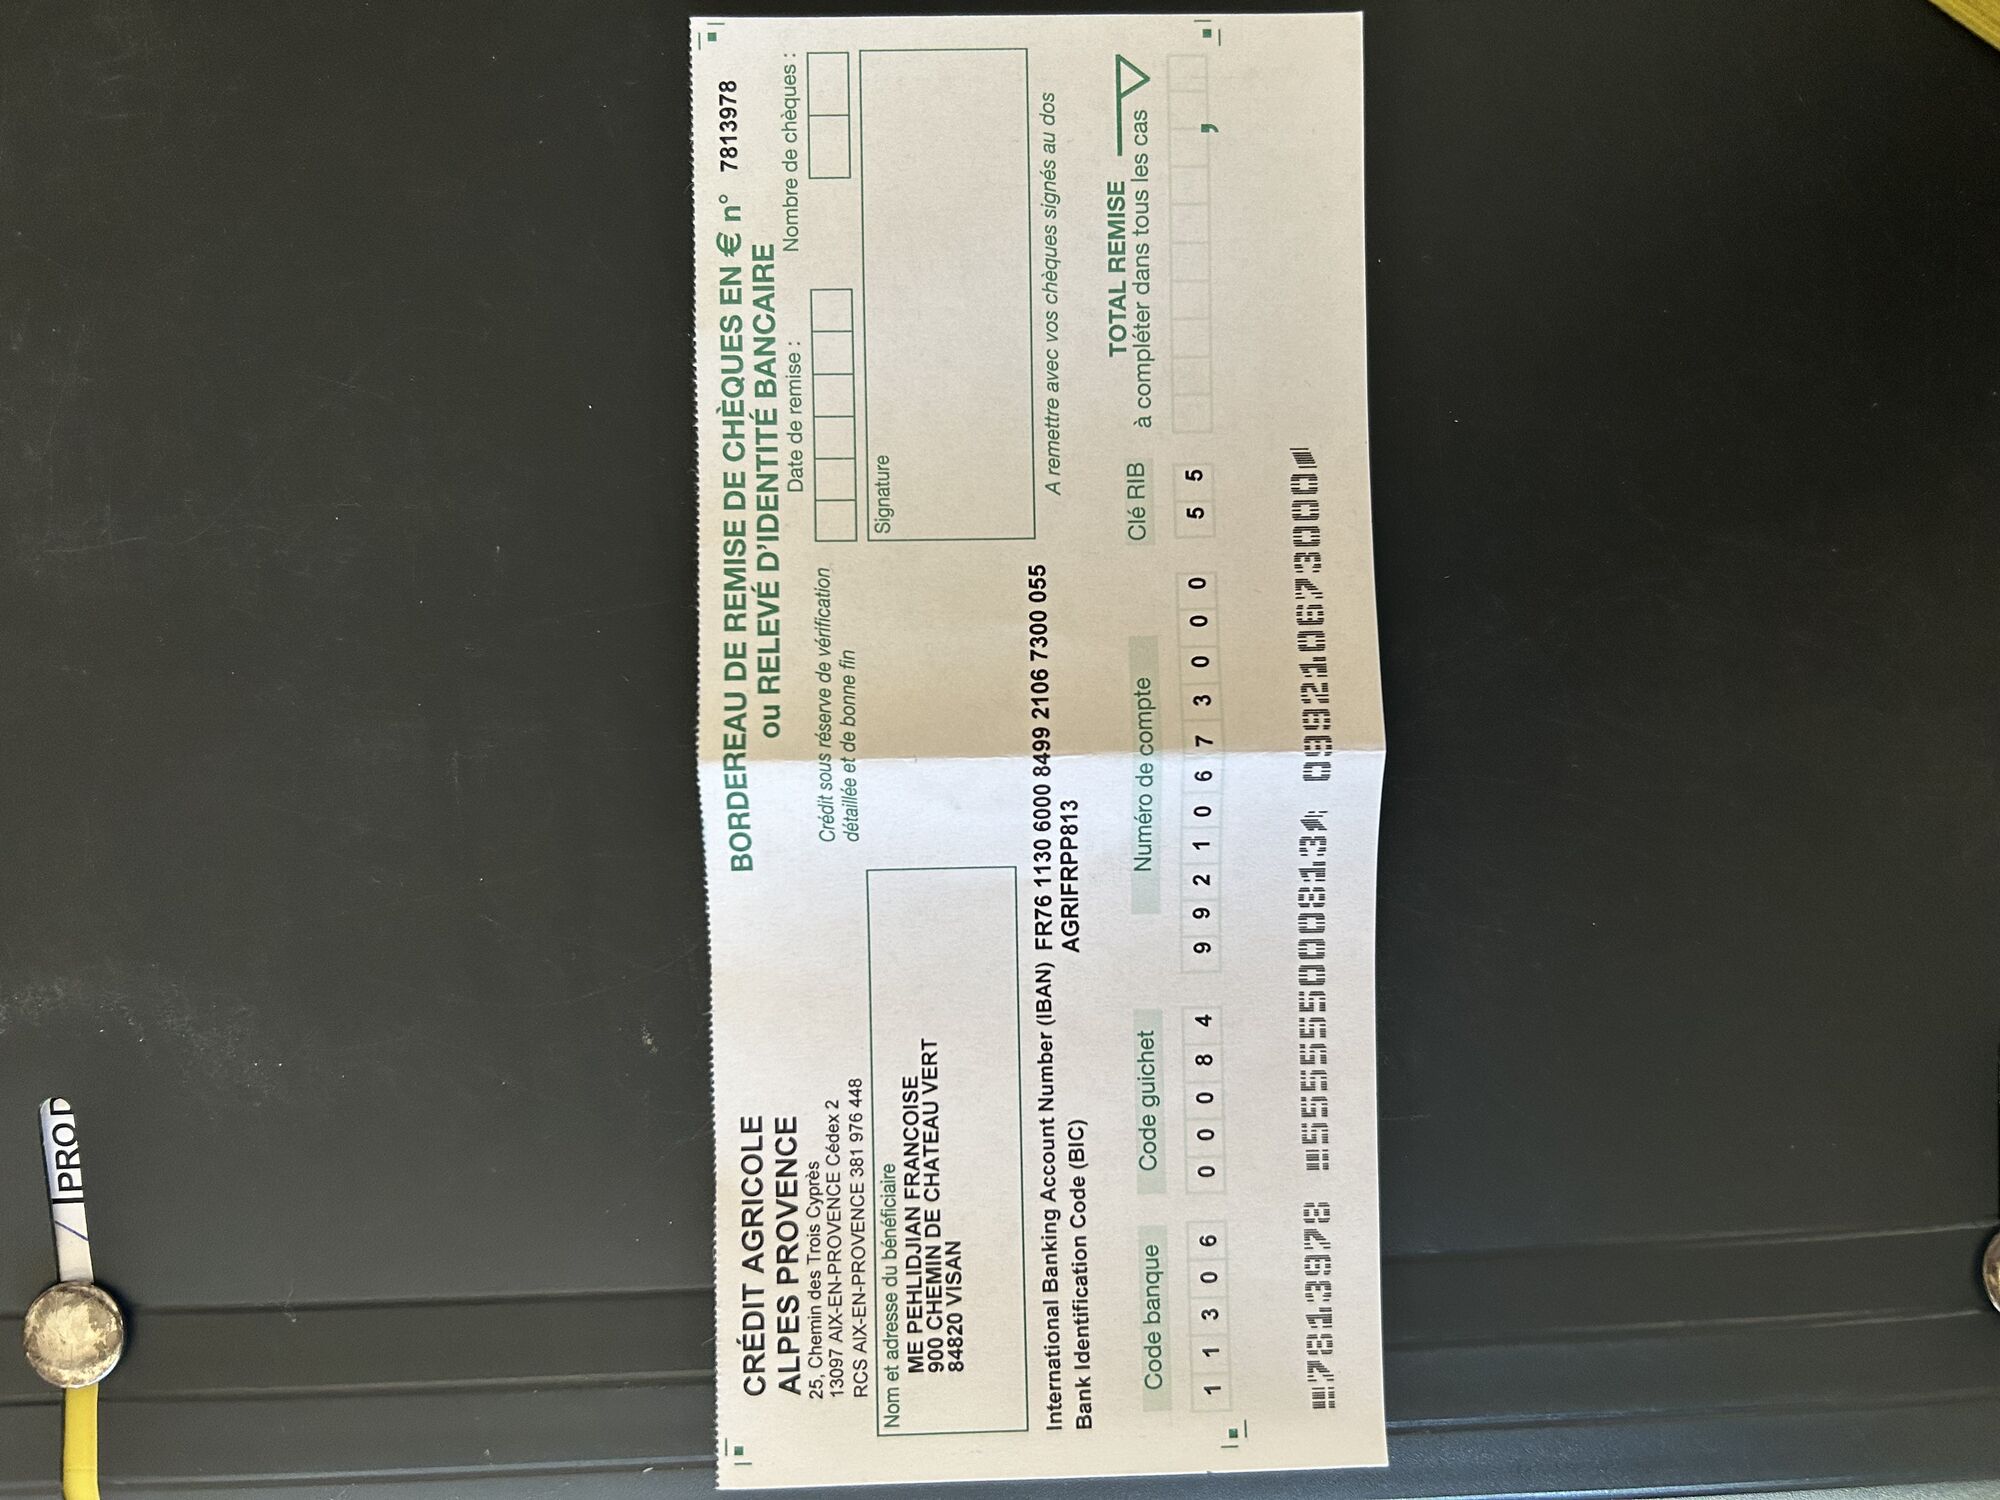 CRÉDIT AGRICOLE
ALPES PROVENCE
25, Chemin des Trois Cyprès
13097 AIX-EN-PROVENCE Cédex 2
RCS AIX-EN-PROVENCE 381 976 448
BORDEREAU DE REMISE DE CHÈQUES EN € n° 7813978
ou RELEVÉ D'IDENTITÉ BANCAIRE
Crédit sous réserve de vérification
détaillée et de bonne fin
Date de remise :
Nombre de chèques :
Nom et adresse du bénéficiaire
ME PEHLIDJIAN FRANCOISE
900 CHEMIN DE CHATEAU VERT
84820 VISAN
Signature
International Banking Account Number (IBAN) FR76 1130 6000 8499 2106 7300 055
Bank Identification Code (BIC) AGRIFRPP813
A remettre avec vos chèques signés au dos
Code banque Code guichet Numéro de compte Clé RIB
TOTAL REMISE
à compléter dans tous les cas
1 1 3 0 6 0 0 0 8 4 9 9 2 1 0 6 7 3 0 0 0 5 5 ,
7813978 5555500813 099210673000
PROD